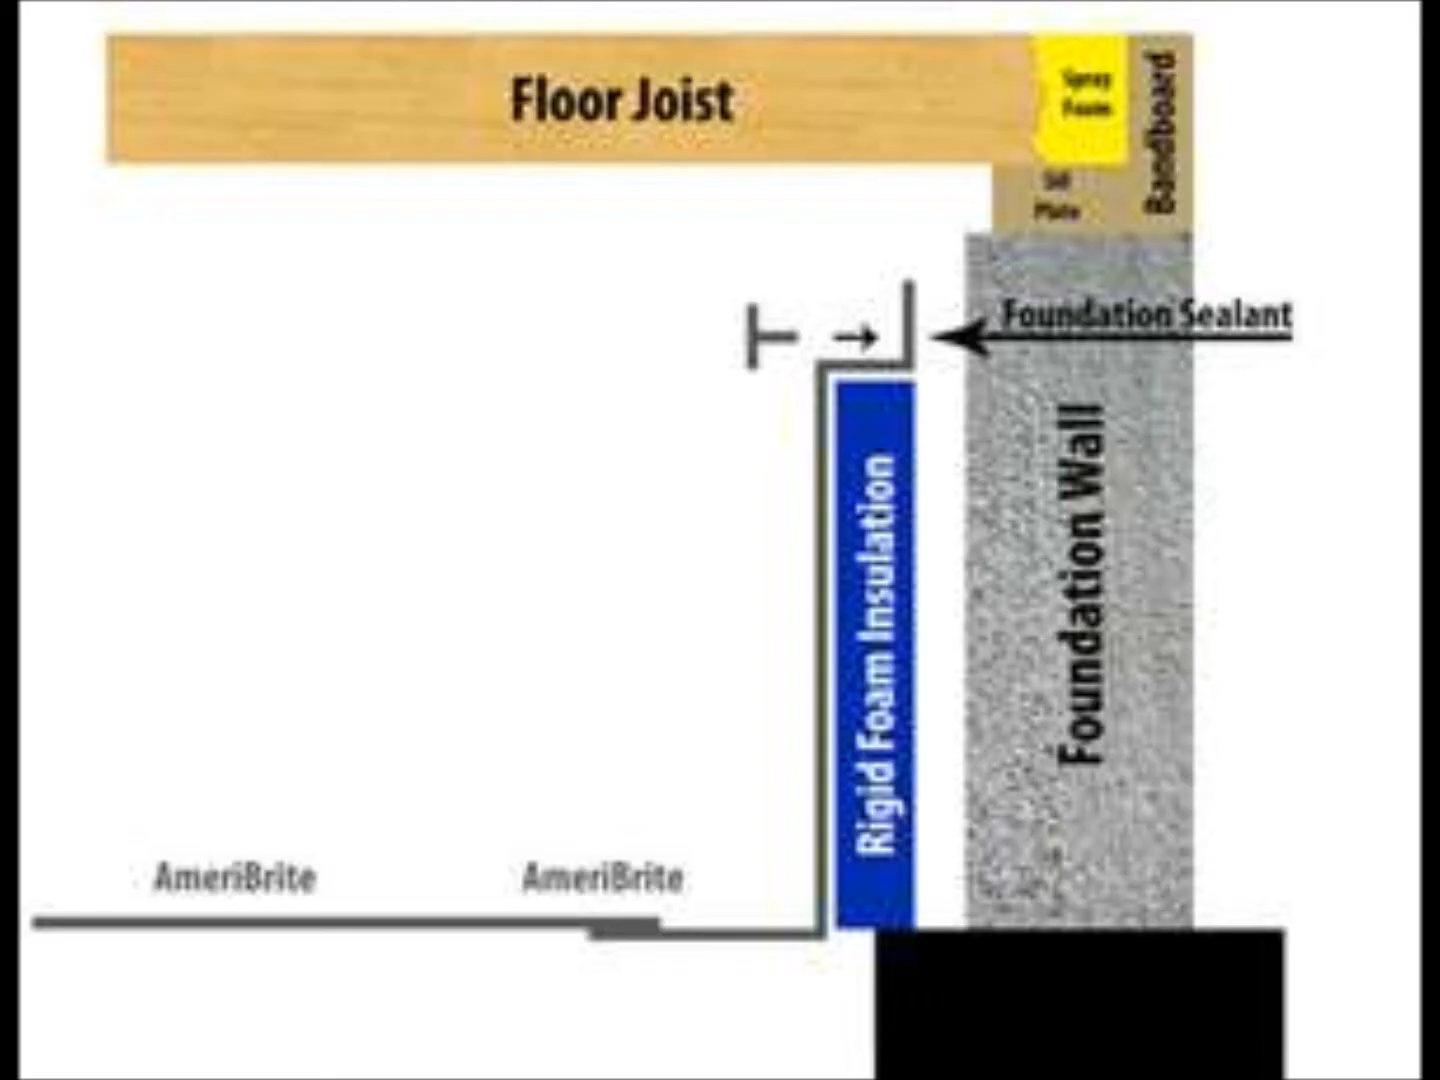 Floor Joist
Spray
Foam
Bandboard
Sill
Plate
Foundation Sealant
Foundation Wall
Rigid Foam Insulation
AmeriBrite
AmeriBrite